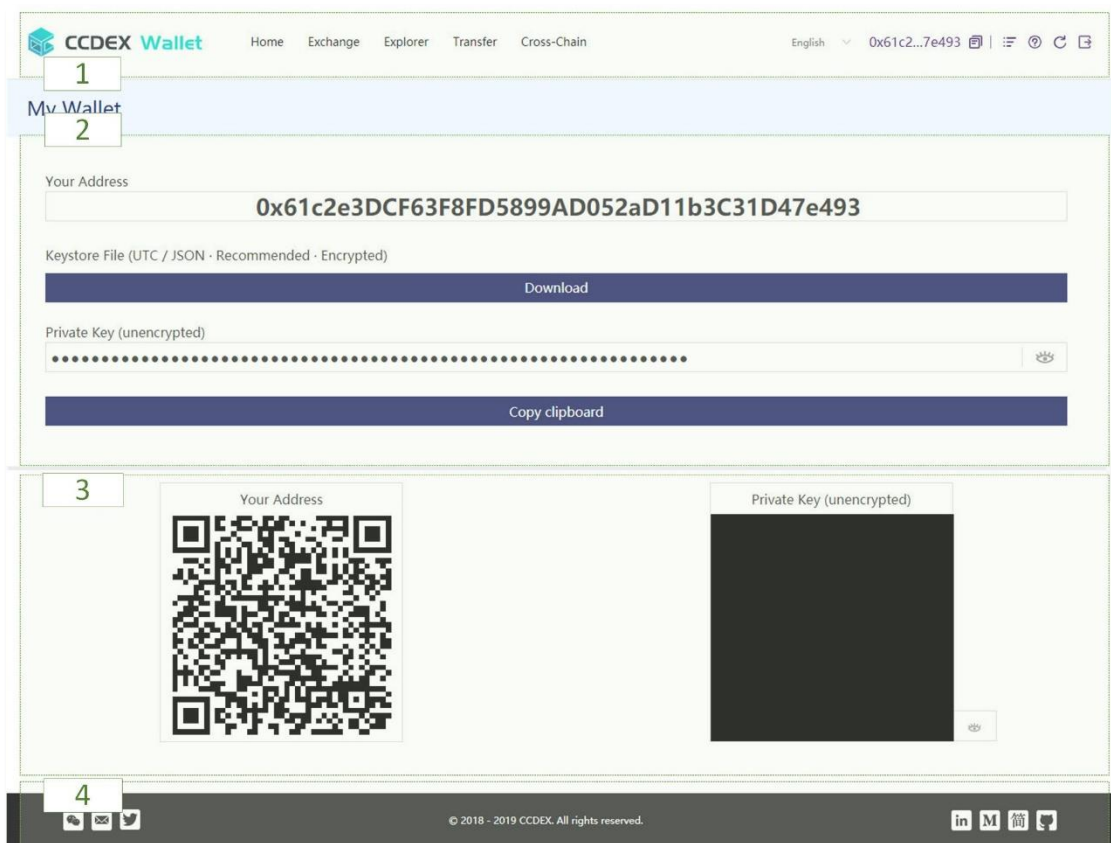 CCDEX Wallet Home Exchange Explorer Transfer Cross-Chain English 0x61c2...7e493
1
My Wallet
2
Your Address
0x61c2e3DCF63F8FD5899AD052aD11b3C31D47e493
Keystore File (UTC / JSON · Recommended · Encrypted)
Download
Private Key (unencrypted)
Copy clipboard
3
Your Address Private Key (unencrypted)
4
© 2018 - 2019 CCDEX. All rights reserved. in M 简